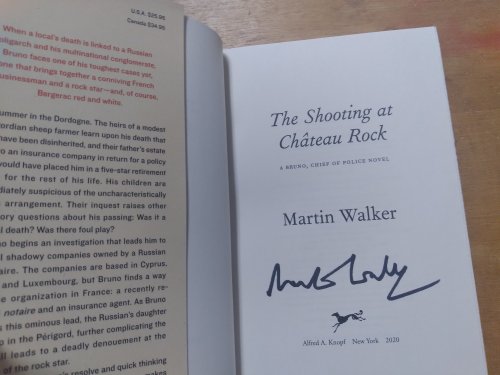 U.S.A. $25.95
Canada $34.95
When a local's death is linked to a Russian
oligarch and his multinational conglomerate,
Bruno faces one of his toughest cases yet,
one that brings together a conniving French
businessman and a rock star—and, of course,
Bergerac red and white.
ummer in the Dordogne. The heirs of a modest
ordian sheep farmer learn upon his death that
have been disinherited, and their father's estate
to an insurance company in return for a policy
would have placed him in a five-star retirement
for the rest of his life. His children are
diately suspicious of the uncharacteristically
arrangement. Their inquest raises other
ory questions about his passing: Was it a
l death? Was there foul play?
no begins an investigation that leads him to
of shadowy companies owned by a Russian
aire. The companies are based in Cyprus,
and Luxembourg, but Bruno finds a way
e organization in France: a recently re-
notaire and an insurance agent. As Bruno
s this ominous lead, the Russian's daughter
p in the Périgord, further complicating the
ll leads to a deadly denouement at the
of the rock star.
's resolve and quick thinking
makes
The Shooting at
Château Rock
A BRUNO, CHIEF OF POLICE NOVEL
Martin Walker
Alfred A. Knopf New York 2020